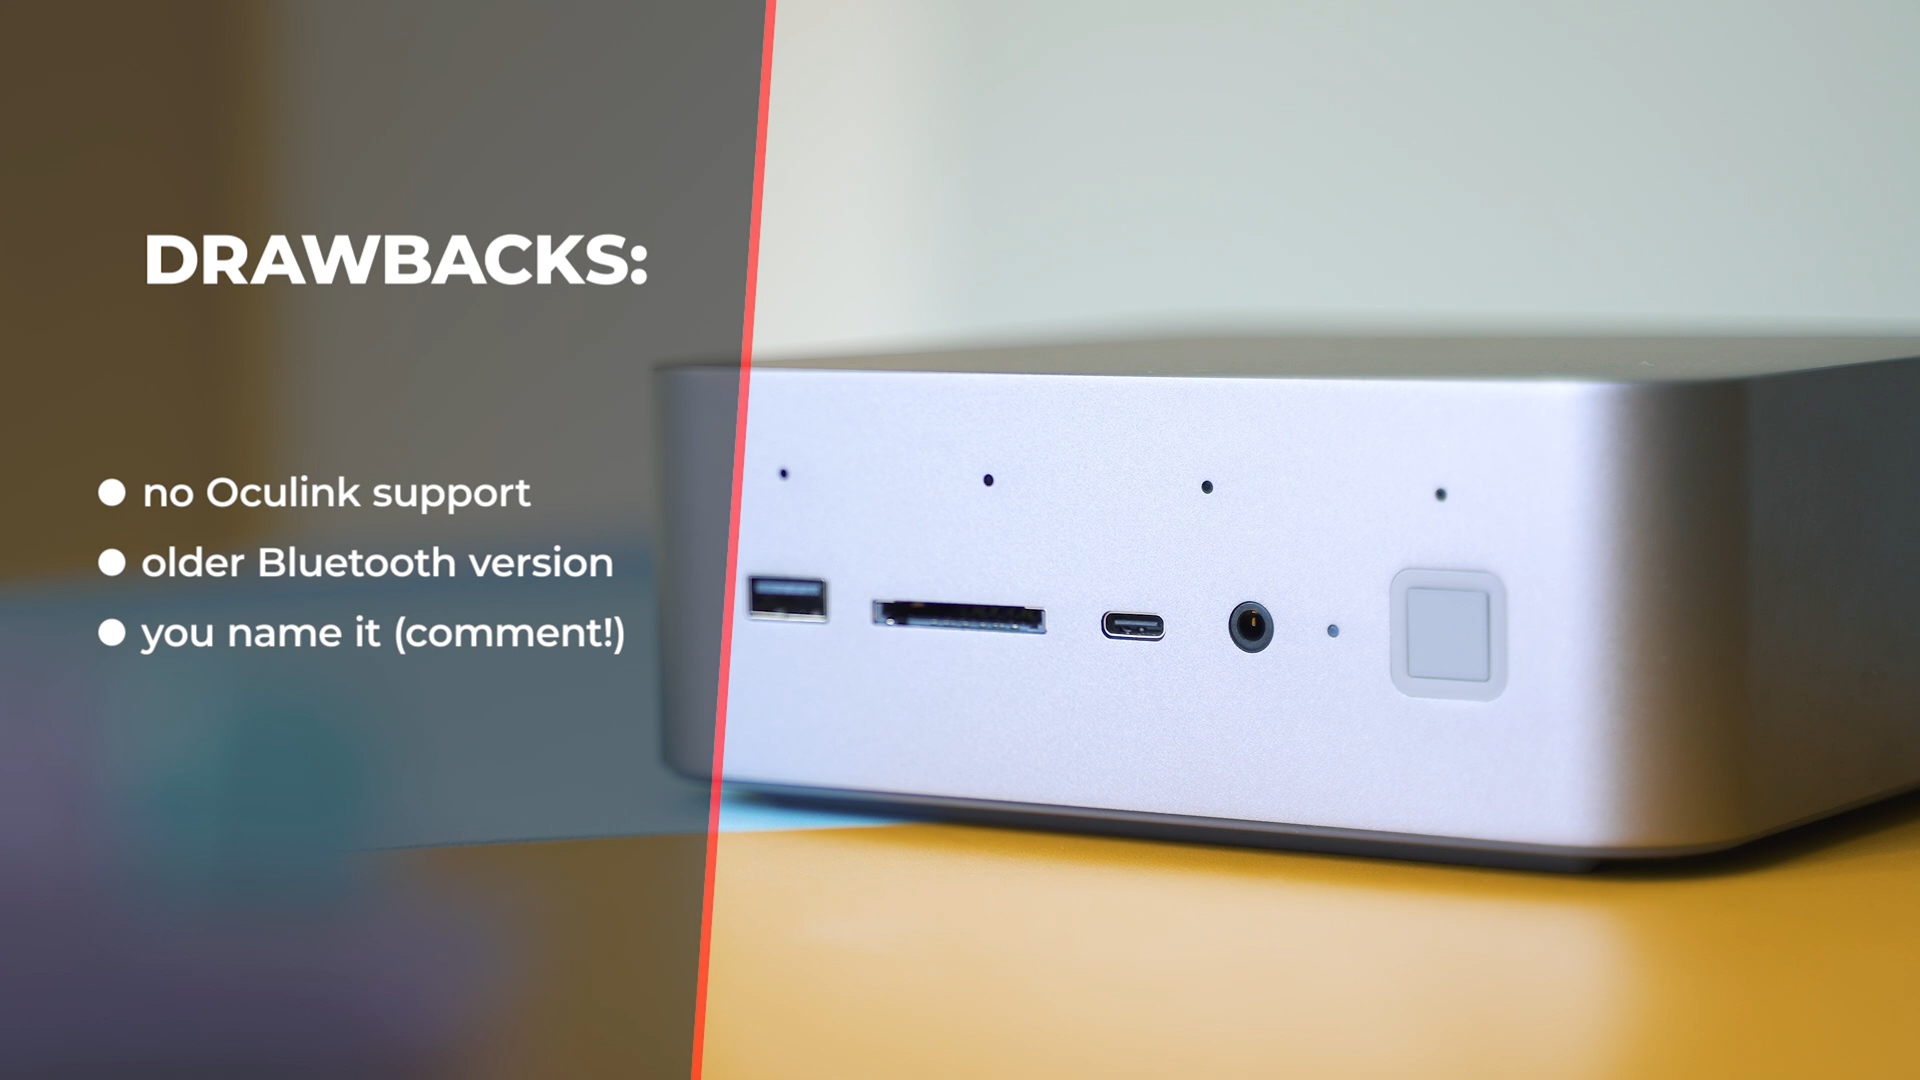 DRAWBACKS:
● no Oculink support
● older Bluetooth version
● you name it (comment!)